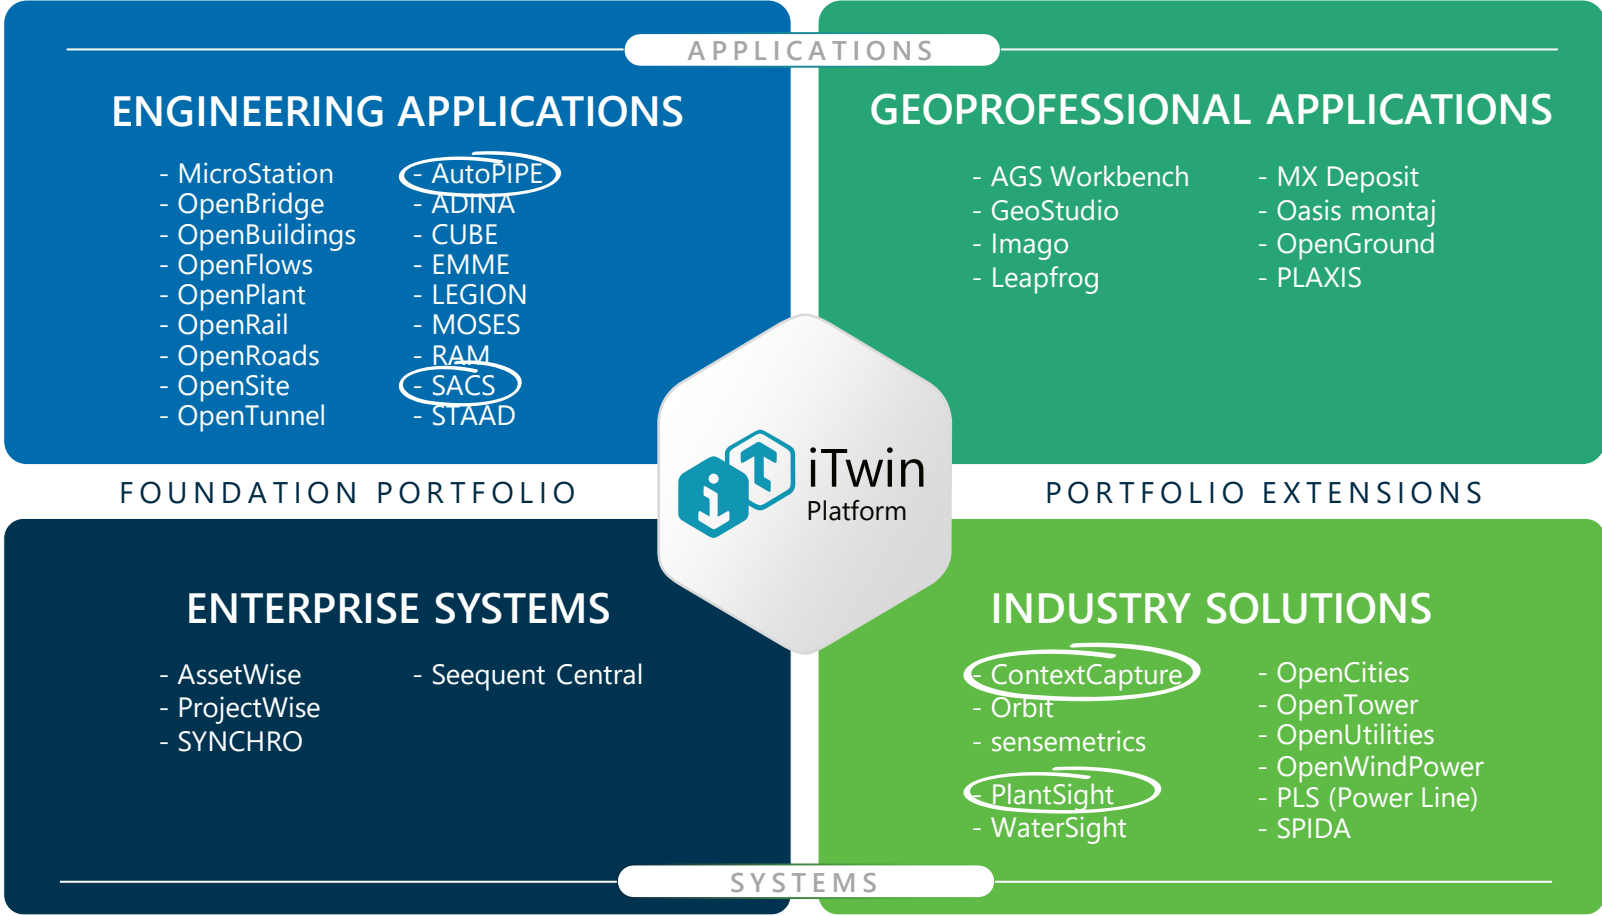 APPLICATIONS
ENGINEERING APPLICATIONS
- MicroStation
- OpenBridge
- OpenBuildings
- OpenFlows
- OpenPlant
- OpenRail
- OpenRoads
- OpenSite
- OpenTunnel
- AutoPIPE
- ADINA
- CUBE
- EMME
- LEGION
- MOSES
- RAM
- SACS
- STAAD
GEOPROFESSIONAL APPLICATIONS
- AGS Workbench
- GeoStudio
- Imago
- Leapfrog
- MX Deposit
- Oasis montaj
- OpenGround
- PLAXIS
FOUNDATION PORTFOLIO
iTwin
Platform
PORTFOLIO EXTENSIONS
ENTERPRISE SYSTEMS
- AssetWise
- ProjectWise
- SYNCHRO
- Seequent Central
INDUSTRY SOLUTIONS
- ContextCapture
- Orbit
- sensemetrics
- PlantSight
- WaterSight
- OpenCities
- OpenTower
- OpenUtilities
- OpenWindPower
- PLS (Power Line)
- SPIDA
SYSTEMS